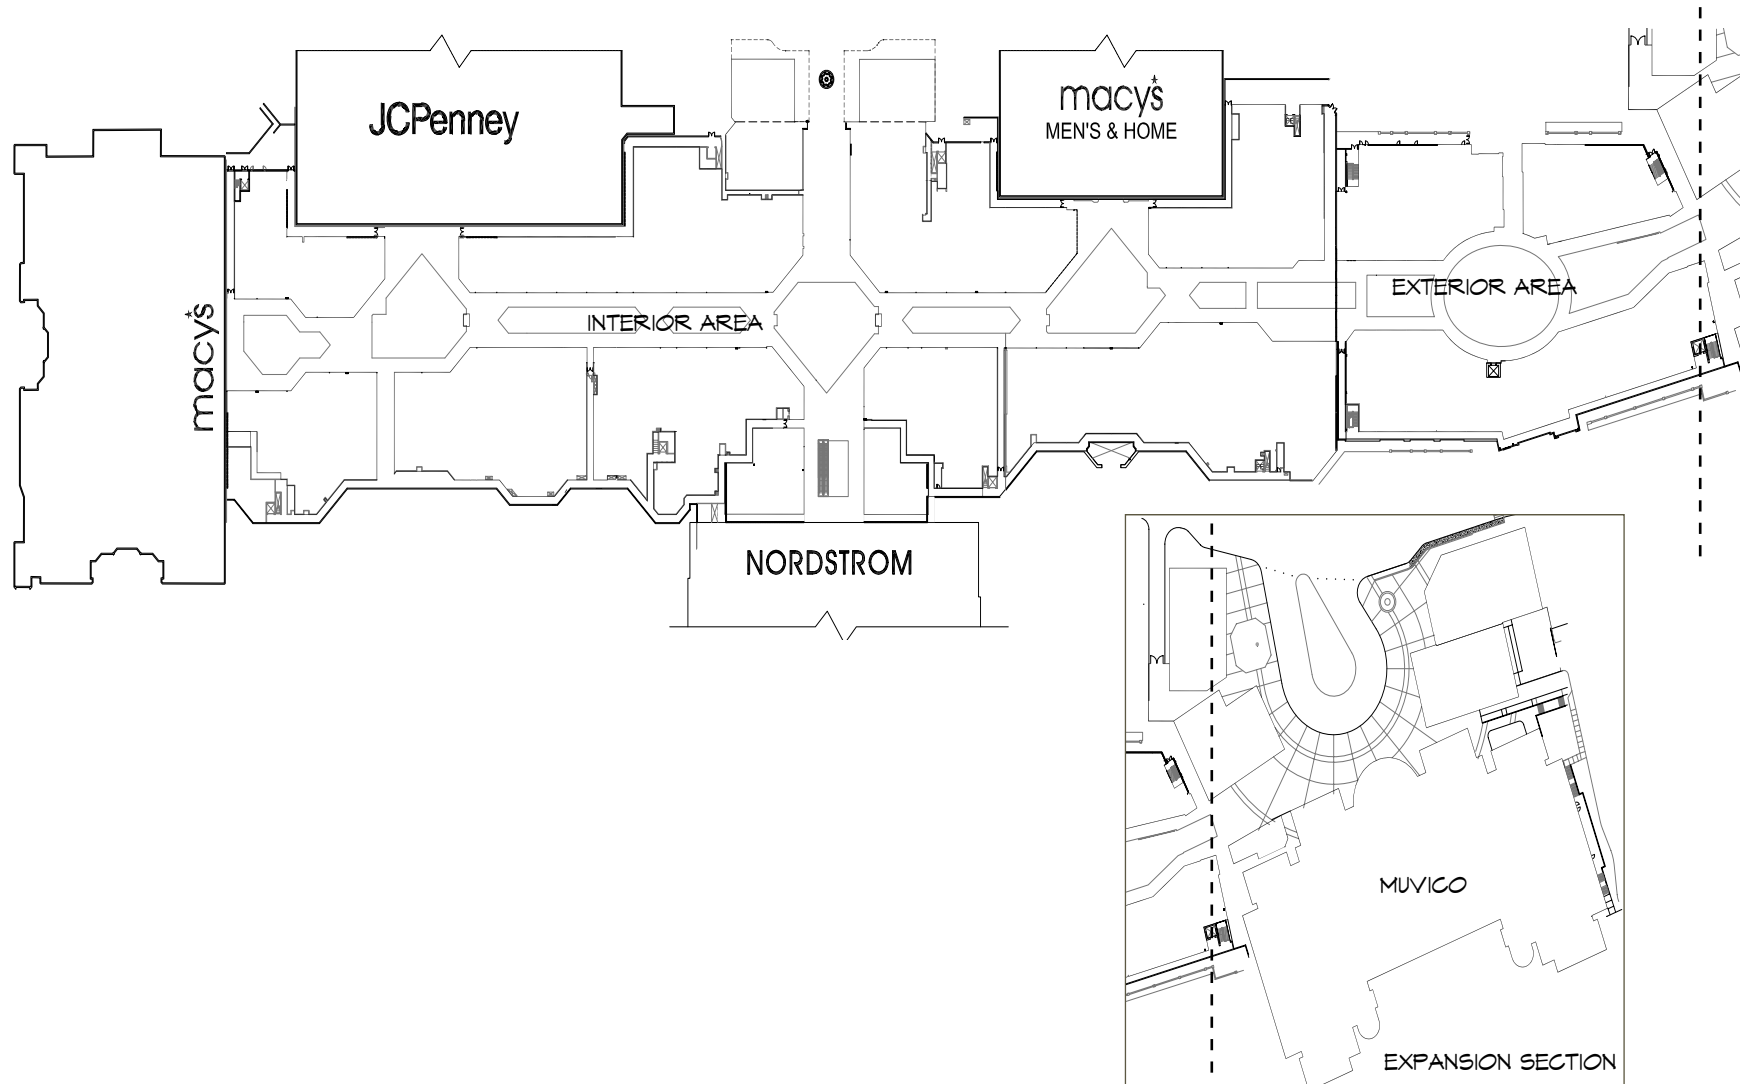 JCPenney
macy's
MEN'S & HOME
EXTERIOR AREA
INTERIOR AREA
macy's
NORDSTROM
MUVICO
EXPANSION SECTION